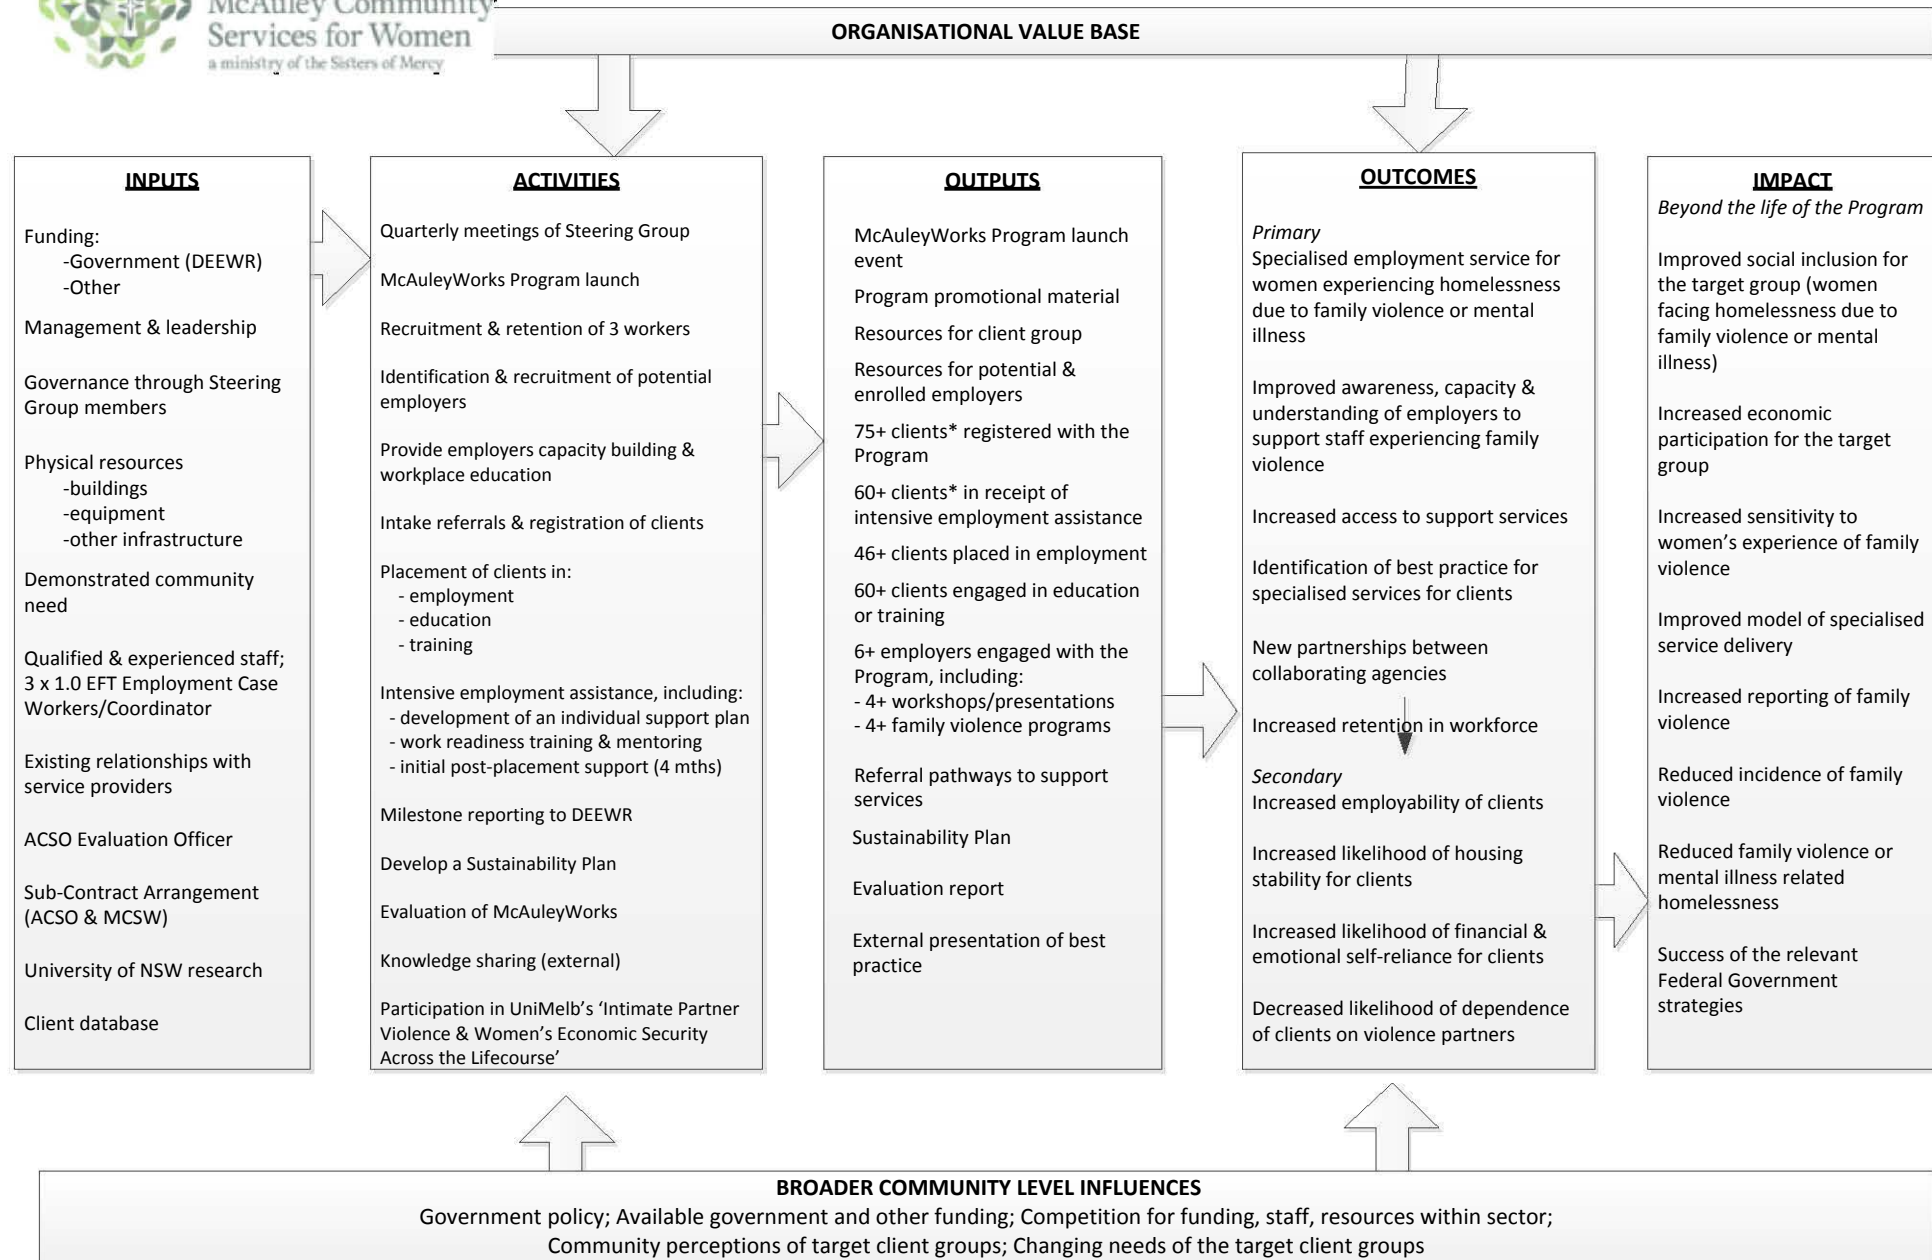 McAuley Community
Services for Women
a ministry of the Sisters of Mercy
ORGANISATIONAL VALUE BASE
INPUTS
Funding:
-Government (DEEWR)
-Other
Management & leadership
Governance through Steering
Group members
Physical resources
-buildings
-equipment
-other infrastructure
Demonstrated community
need
Qualified & experienced staff;
3 x 1.0 EFT Employment Case
Workers/Coordinator
Existing relationships with
service providers
ACSO Evaluation Officer
Sub-Contract Arrangement
(ACSO & MCSW)
University of NSW research
Client database
ACTIVITIES
Quarterly meetings of Steering Group
McAuleyWorks Program launch
Recruitment & retention of 3 workers
Identification & recruitment of potential
employers
Provide employers capacity building &
workplace education
Intake referrals & registration of clients
Placement of clients in:
- employment
- education
- training
Intensive employment assistance, including:
- development of an individual support plan
- work readiness training & mentoring
- initial post-placement support (4 mths)
Milestone reporting to DEEWR
Develop a Sustainability Plan
Evaluation of McAuleyWorks
Knowledge sharing (external)
Participation in UniMelb's 'Intimate Partner
Violence & Women's Economic Security
Across the Lifecourse'
OUTPUTS
McAuleyWorks Program launch
event
Program promotional material
Resources for client group
Resources for potential &
enrolled employers
75+ clients* registered with the
Program
60+ clients* in receipt of
intensive employment assistance
46+ clients placed in employment
60+ clients engaged in education
or training
6+ employers engaged with the
Program, including:
- 4+ workshops/presentations
- 4+ family violence programs
Referral pathways to support
services
Sustainability Plan
Evaluation report
External presentation of best
practice
OUTCOMES
Primary
Specialised employment service for
women experiencing homelessness
due to family violence or mental
illness
Improved awareness, capacity &
understanding of employers to
support staff experiencing family
violence
Increased access to support services
Identification of best practice for
specialised services for clients
New partnerships between
collaborating agencies
Increased retention in workforce
Secondary
Increased employability of clients
Increased likelihood of housing
stability for clients
Increased likelihood of financial &
emotional self-reliance for clients
Decreased likelihood of dependence
of clients on violence partners
IMPACT
Beyond the life of the Program
Improved social inclusion for
the target group (women
facing homelessness due to
family violence or mental
illness)
Increased economic
participation for the target
group
Increased sensitivity to
women's experience of family
violence
Improved model of specialised
service delivery
Increased reporting of family
violence
Reduced incidence of family
violence
Reduced family violence or
mental illness related
homelessness
Success of the relevant
Federal Government
strategies
BROADER COMMUNITY LEVEL INFLUENCES
Government policy; Available government and other funding; Competition for funding, staff, resources within sector;
Community perceptions of target client groups; Changing needs of the target client groups